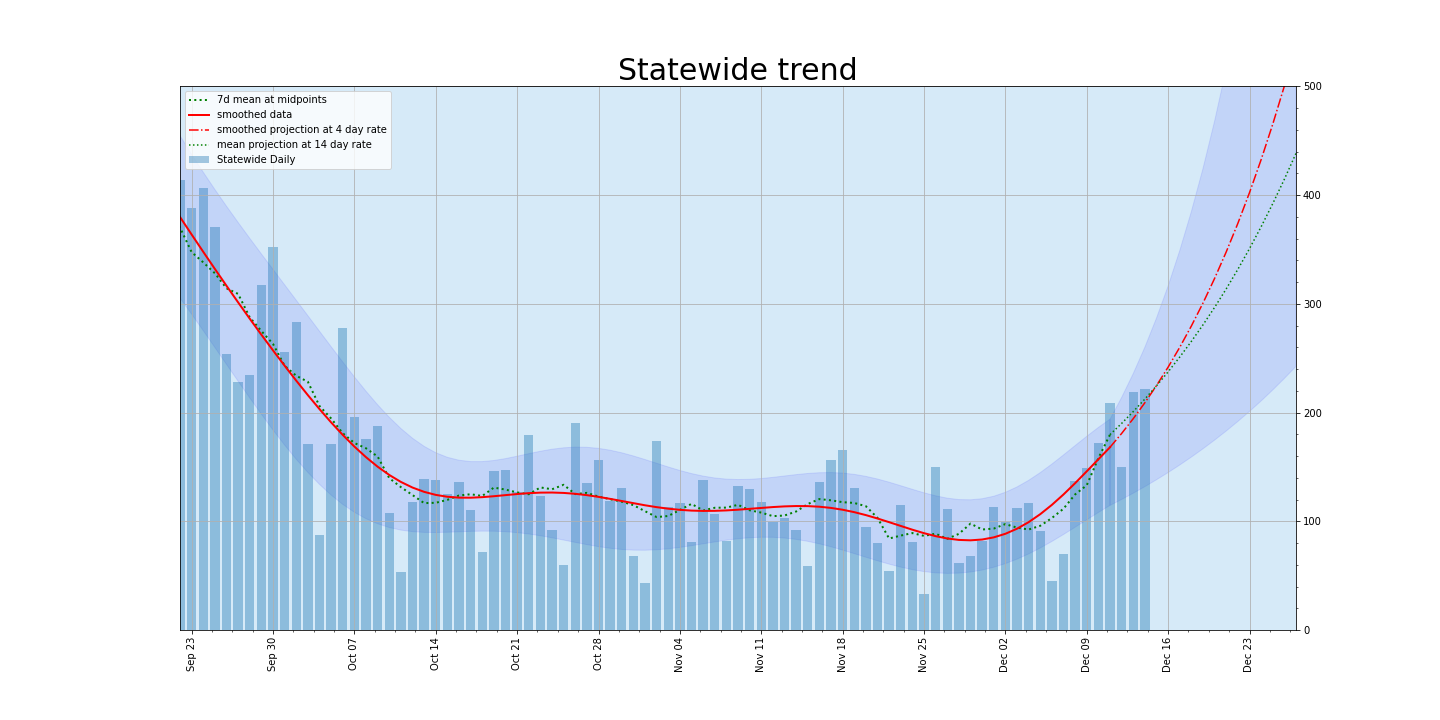 Statewide trend
7d mean at midpoints
smoothed data
smoothed projection at 4 day rate
mean projection at 14 day rate
Statewide Daily
500
400
300
200
100
0
Sep 23
Sep 30
Oct 07
Oct 14
Oct 21
Oct 28
Nov 04
Nov 11
Nov 18
Nov 25
Dec 02
Dec 09
Dec 16
Dec 23